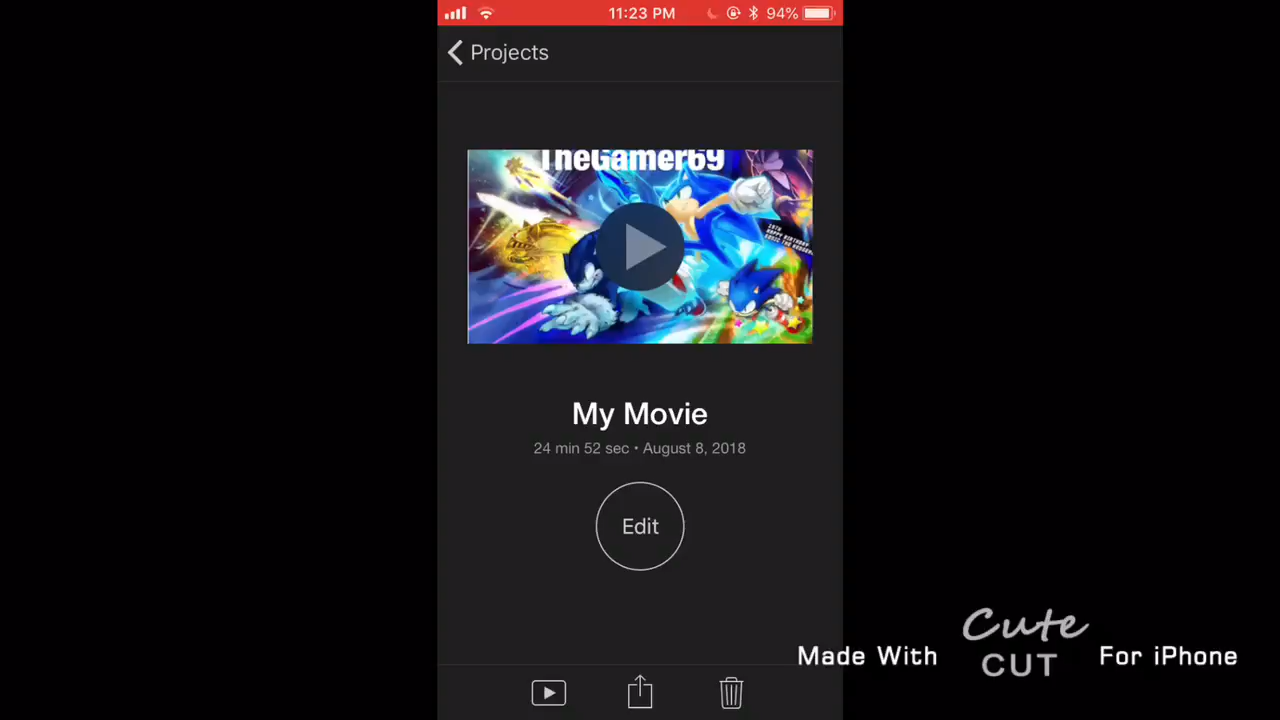 11:23 PM
94%
Projects
TheGamer69
My Movie
24 min 52 sec • August 8, 2018
Edit
Made With Cute CUT For iPhone